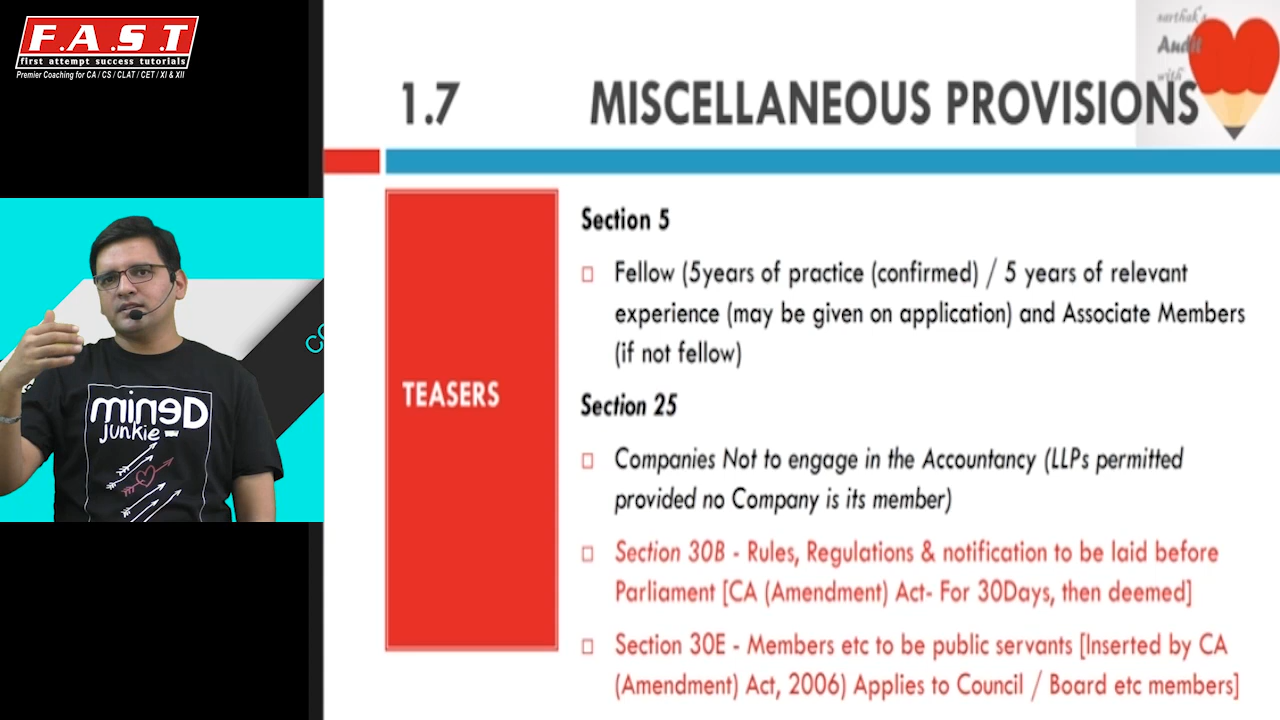 F.A.S.T
first attempt success tutorials
Premier Coaching for CA / CS / CLAT / CET / XI & XII
sarthak's
Audit
with
1.7 MISCELLANEOUS PROVISIONS
TEASERS
Section 5
Fellow (5years of practice (confirmed) / 5 years of relevant
experience (may be given on application) and Associate Members
(if not fellow)
Section 25
Companies Not to engage in the Accountancy (LLPs permitted
provided no Company is its member)
Section 30B - Rules, Regulations & notification to be laid before
Parliament [CA (Amendment) Act- For 30Days, then deemed]
Section 30E - Members etc to be public servants [Inserted by CA
(Amendment) Act, 2006) Applies to Council / Board etc members]
mineD
junkie